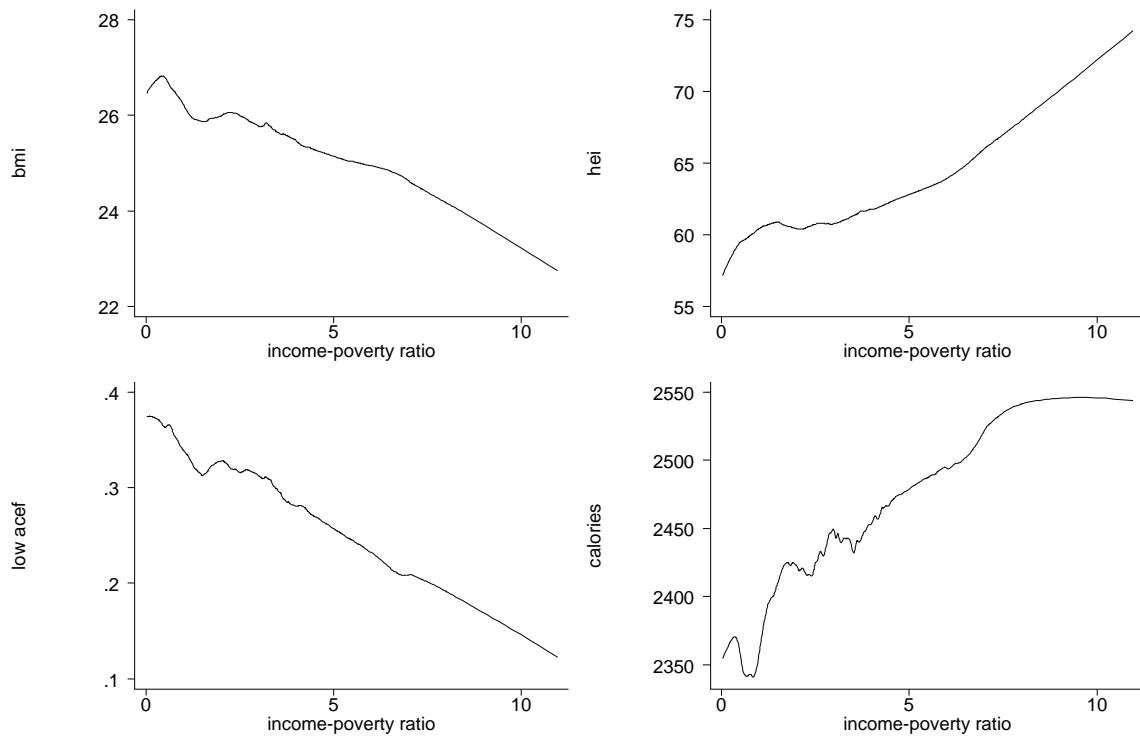 28
26
24
22
bmi
0 5 10
income-poverty ratio
75
70
65
60
55
hei
0 5 10
income-poverty ratio
.4
.3
.2
.1
low acef
0 5 10
income-poverty ratio
2550
2500
2450
2400
2350
calories
0 5 10
income-poverty ratio